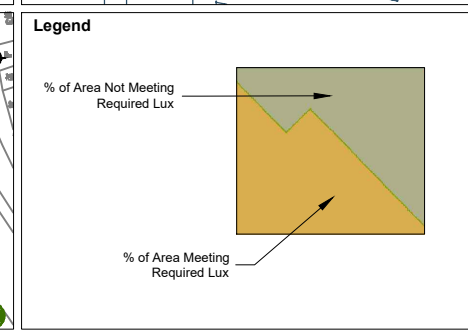 Legend
% of Area Not Meeting
Required Lux
% of Area Meeting
Required Lux